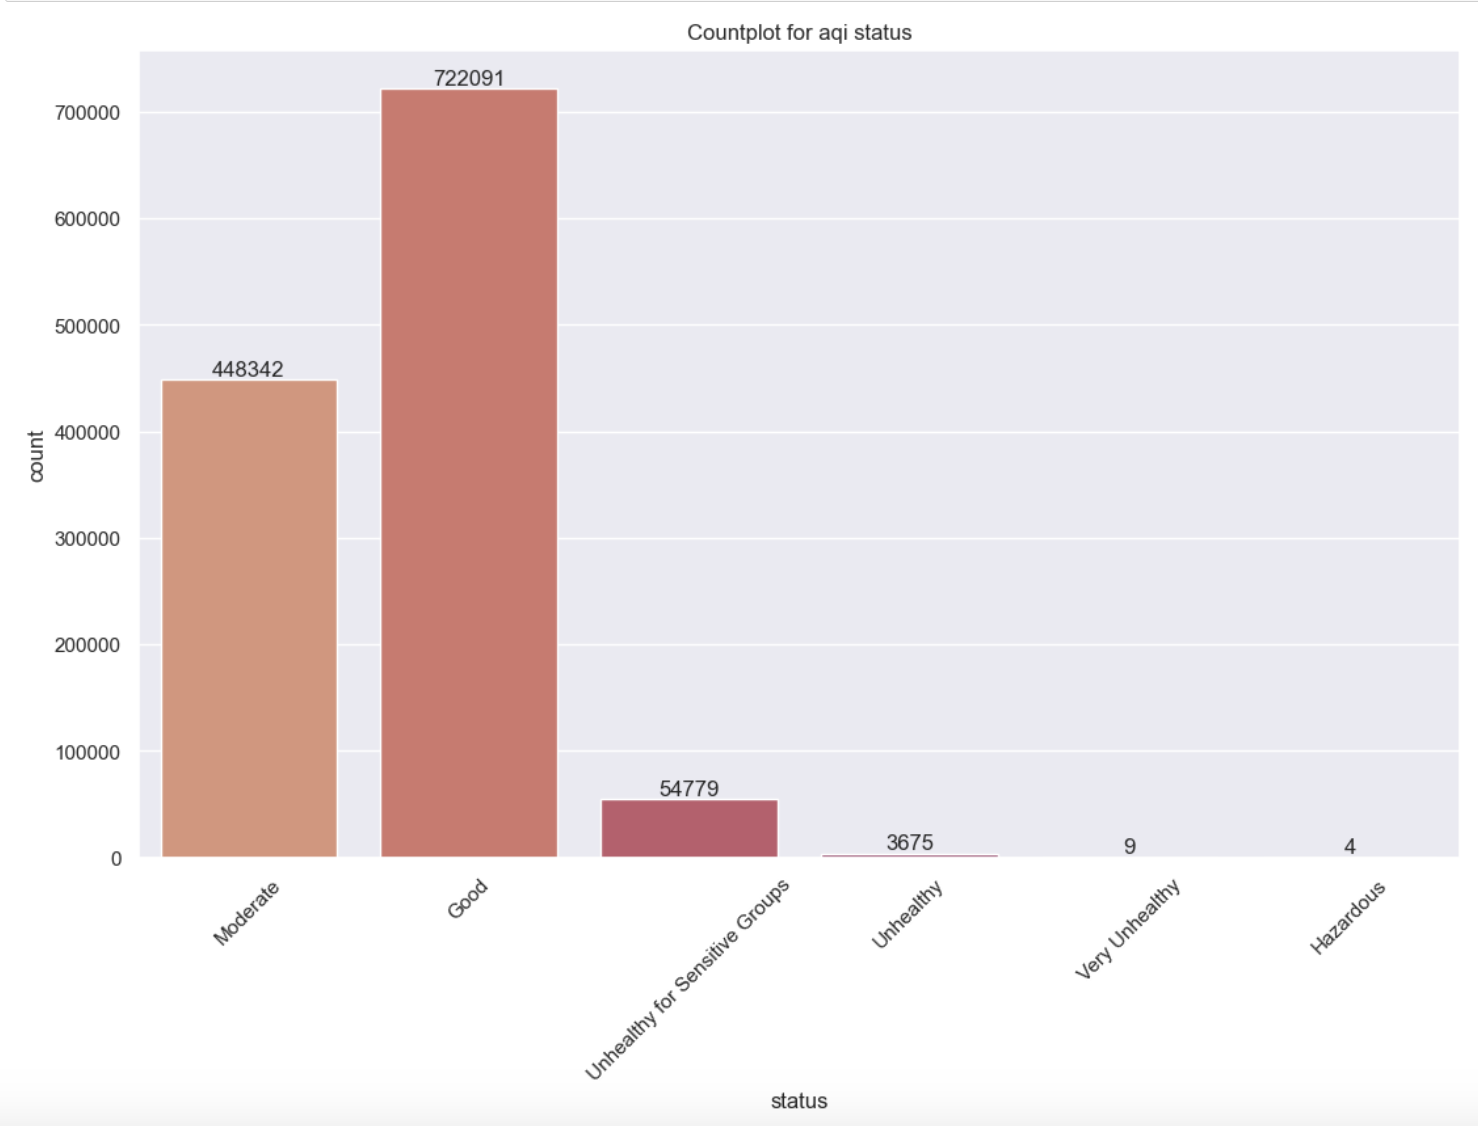 Countplot for aqi status
722091
700000
600000
500000
448342
400000
count
300000
200000
100000
54779
3675
9
4
0
Moderate
Good
Unhealthy for Sensitive Groups
Unhealthy
Very Unhealthy
Hazardous
status